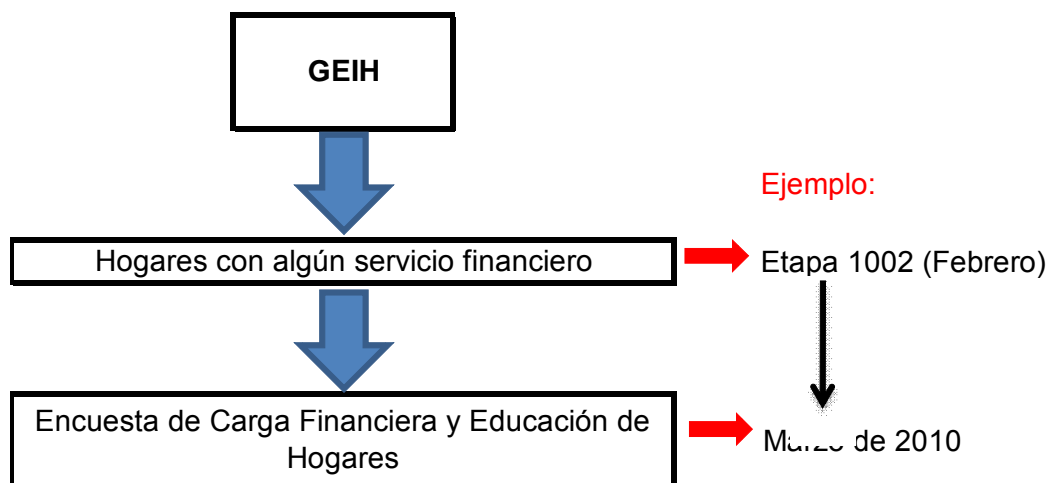 GEIH
Ejemplo:
Hogares con algún servicio financiero
Etapa 1002 (Febrero)
Encuesta de Carga Financiera y Educación de
Hogares
Marzo de 2010